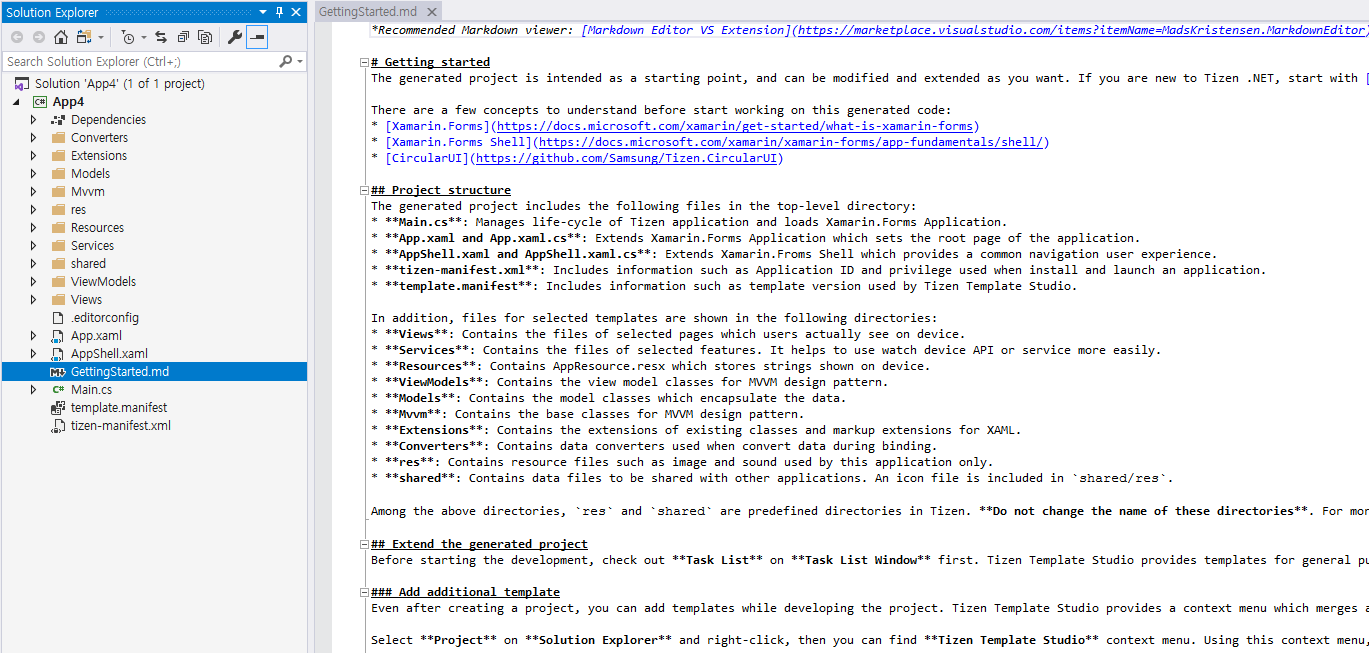 Solution Explorer
Search Solution Explorer (Ctrl+;)
Solution 'App4' (1 of 1 project)
App4
Dependencies
Converters
Extensions
Models
Mvvm
res
Resources
Services
shared
ViewModels
Views
.editorconfig
App.xaml
AppShell.xaml
GettingStarted.md
Main.cs
template.manifest
tizen-manifest.xml
GettingStarted.md
*Recommended Markdown viewer: [Markdown Editor VS Extension](https://marketplace.visualstudio.com/items?itemName=MadsKristensen.MarkdownEditor)
# Getting started
The generated project is intended as a starting point, and can be modified and extended as you want. If you are new to Tizen .NET, start with [
There are a few concepts to understand before start working on this generated code:
* [Xamarin.Forms](https://docs.microsoft.com/xamarin/get-started/what-is-xamarin-forms)
* [Xamarin.Forms Shell](https://docs.microsoft.com/xamarin/xamarin-forms/app-fundamentals/shell/)
* [CircularUI](https://github.com/Samsung/Tizen.CircularUI)
## Project structure
The generated project includes the following files in the top-level directory:
* **Main.cs**: Manages life-cycle of Tizen application and loads Xamarin.Forms Application.
* **App.xaml and App.xaml.cs**: Extends Xamarin.Forms Application which sets the root page of the application.
* **AppShell.xaml and AppShell.xaml.cs**: Extends Xamarin.Froms Shell which provides a common navigation user experience.
* **tizen-manifest.xml**: Includes information such as Application ID and privilege used when install and launch an application.
* **template.manifest**: Includes information such as template version used by Tizen Template Studio.
In addition, files for selected templates are shown in the following directories:
* **Views**: Contains the files of selected pages which users actually see on device.
* **Services**: Contains the files of selected features. It helps to use watch device API or service more easily.
* **Resources**: Contains AppResource.resx which stores strings shown on device.
* **ViewModels**: Contains the view model classes for MVVM design pattern.
* **Models**: Contains the model classes which encapsulate the data.
* **Mvvm**: Contains the base classes for MVVM design pattern.
* **Extensions**: Contains the extensions of existing classes and markup extensions for XAML.
* **Converters**: Contains data converters used when convert data during binding.
* **res**: Contains resource files such as image and sound used by this application only.
* **shared**: Contains data files to be shared with other applications. An icon file is included in `shared/res`.
Among the above directories, `res` and `shared` are predefined directories in Tizen. **Do not change the name of these directories**. For mor
## Extend the generated project
Before starting the development, check out **Task List** on **Task List Window** first. Tizen Template Studio provides templates for general pu
### Add additional template
Even after creating a project, you can add templates while developing the project. Tizen Template Studio provides a context menu which merges a
Select **Project** on **Solution Explorer** and right-click, then you can find **Tizen Template Studio** context menu. Using this context menu,